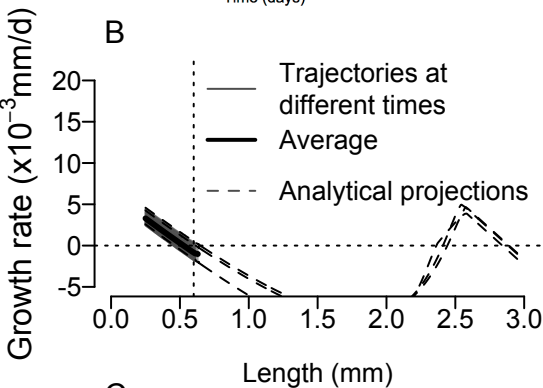 Time (days)
B
Growth rate (x10⁻³mm/d)
20
15
10
5
0
-5
Trajectories at
different times
Average
Analytical projections
0.0 0.5 1.0 1.5 2.0 2.5 3.0
Length (mm)